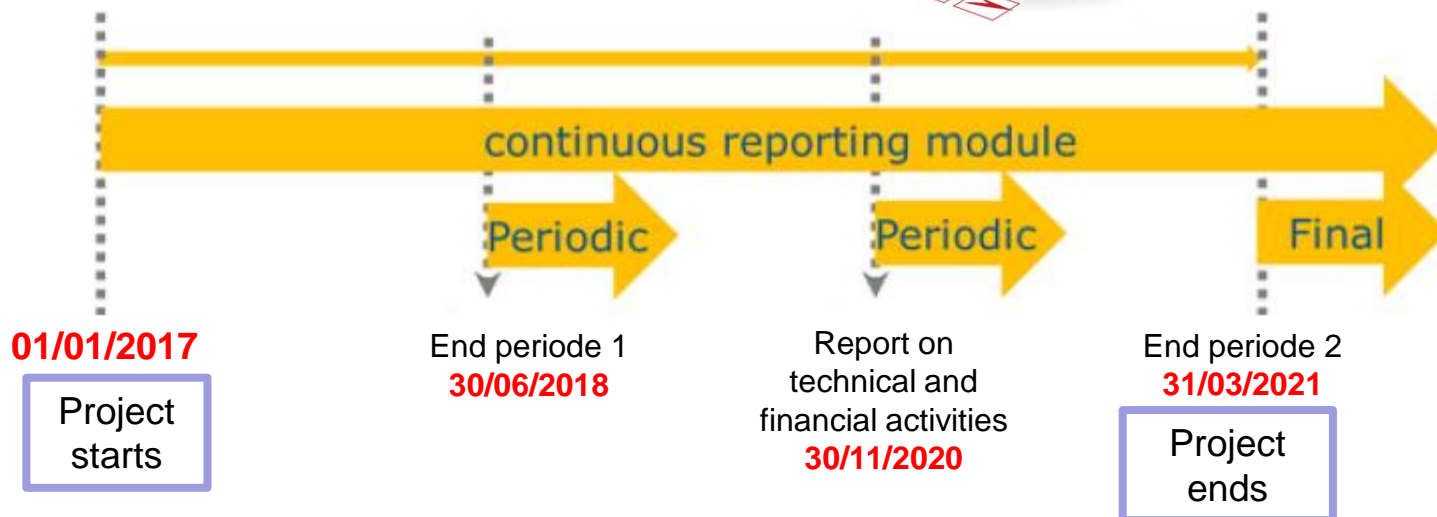 continuous reporting module
Periodic
Periodic
Final
01/01/2017
Project
starts
End periode 1
30/06/2018
Report on
technical and
financial activities
30/11/2020
End periode 2
31/03/2021
Project
ends